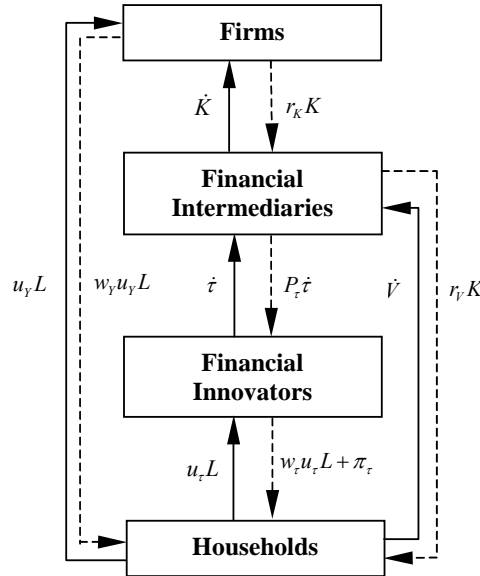 Firms
K̇
r_K K
Financial
Intermediaries
u_Y L
w_Y u_Y L
τ̇
P_τ τ̇
V̇
r_V K
Financial
Innovators
u_τ L
w_τ u_τ L + π_τ
Households